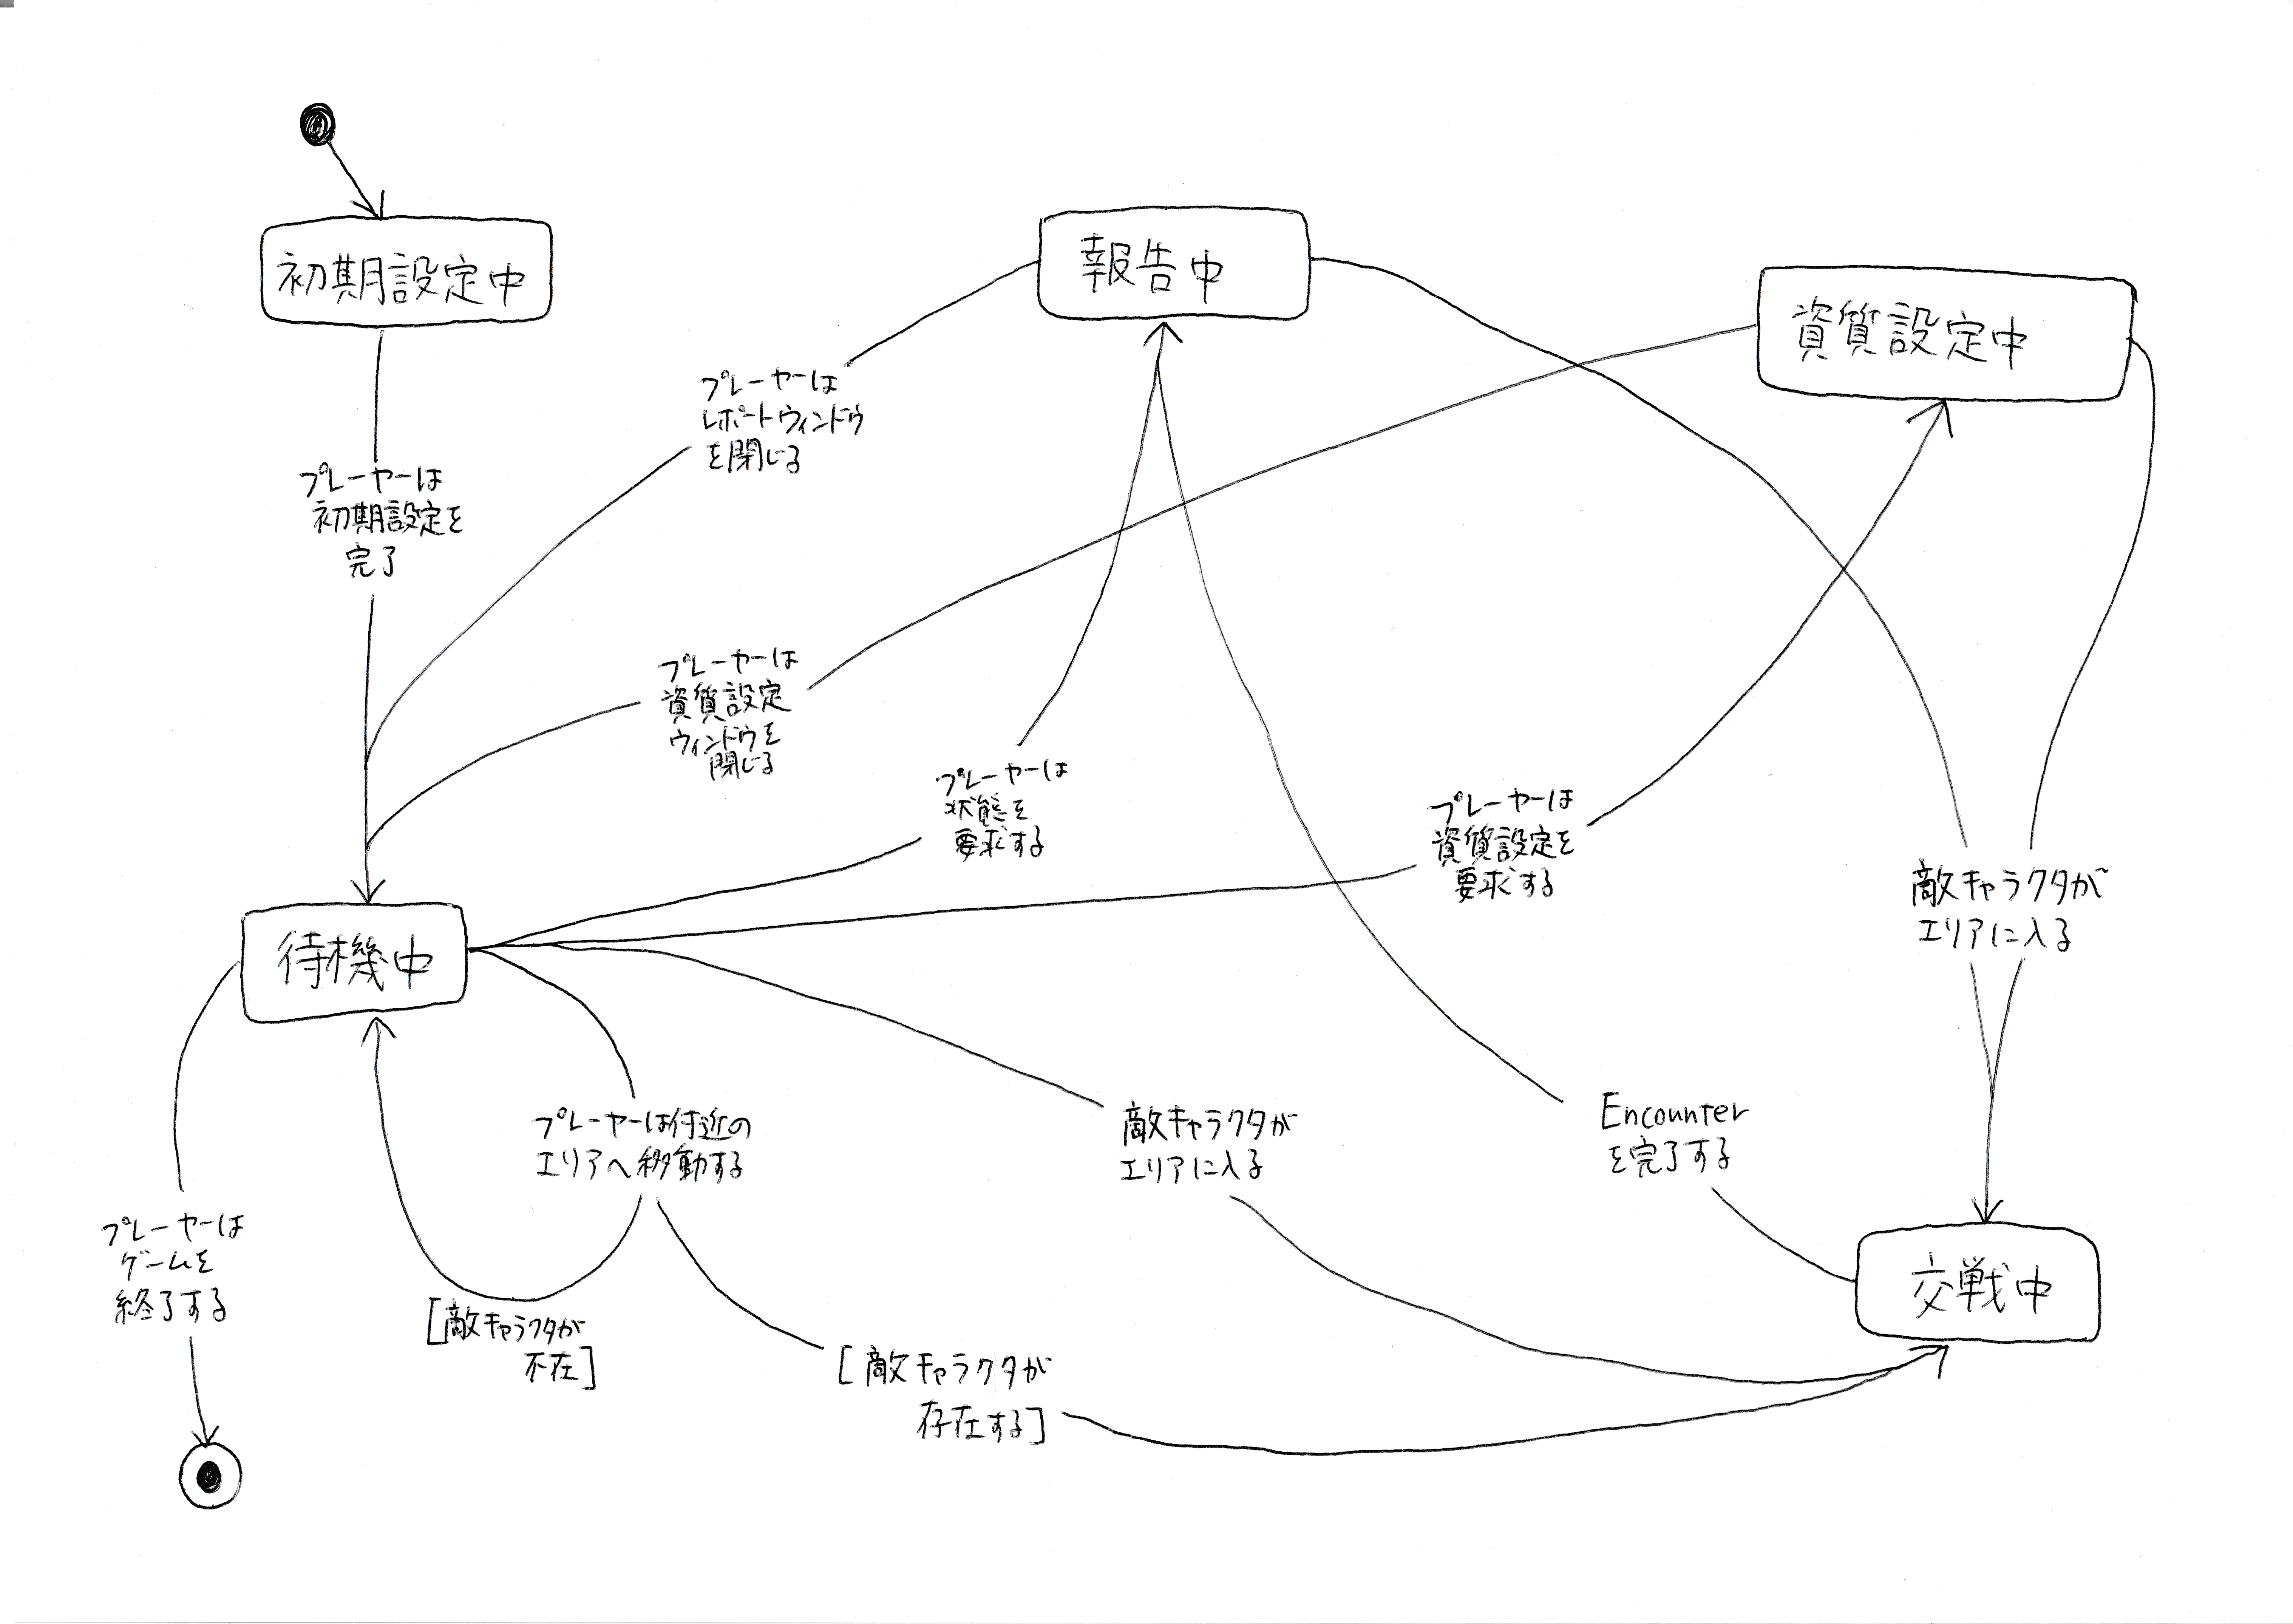 初期設定中
報告中
資質設定中
プレーヤーは
レポートウィンドウ
を閉じる
プレーヤーは
初期設定を
完了
プレーヤーは
資質設定
ウィンドウを
閉じる
プレーヤーは
状態を
要求する
プレーヤーは
資質設定を
要求する
敵キャラクタが
エリアに入る
待機中
プレーヤーは付近の
エリアへ移動する
敵キャラクタが
エリアに入る
Encounter
を完了する
プレーヤーは
ゲームを
終了する
交戦中
[敵キャラクタが
不在]
[敵キャラクタが
存在する]